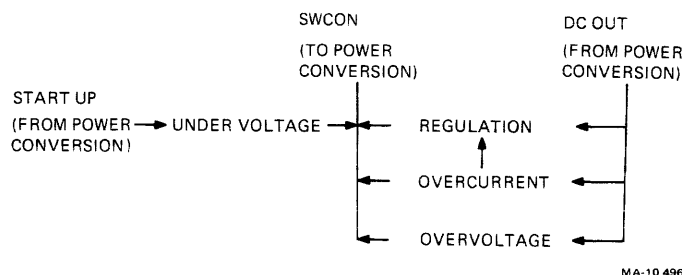 SWCON
(TO POWER
CONVERSION)
DC OUT
(FROM POWER
CONVERSION)
START UP
(FROM POWER
CONVERSION)
UNDER VOLTAGE
REGULATION
OVERCURRENT
OVERVOLTAGE
MA-10 496